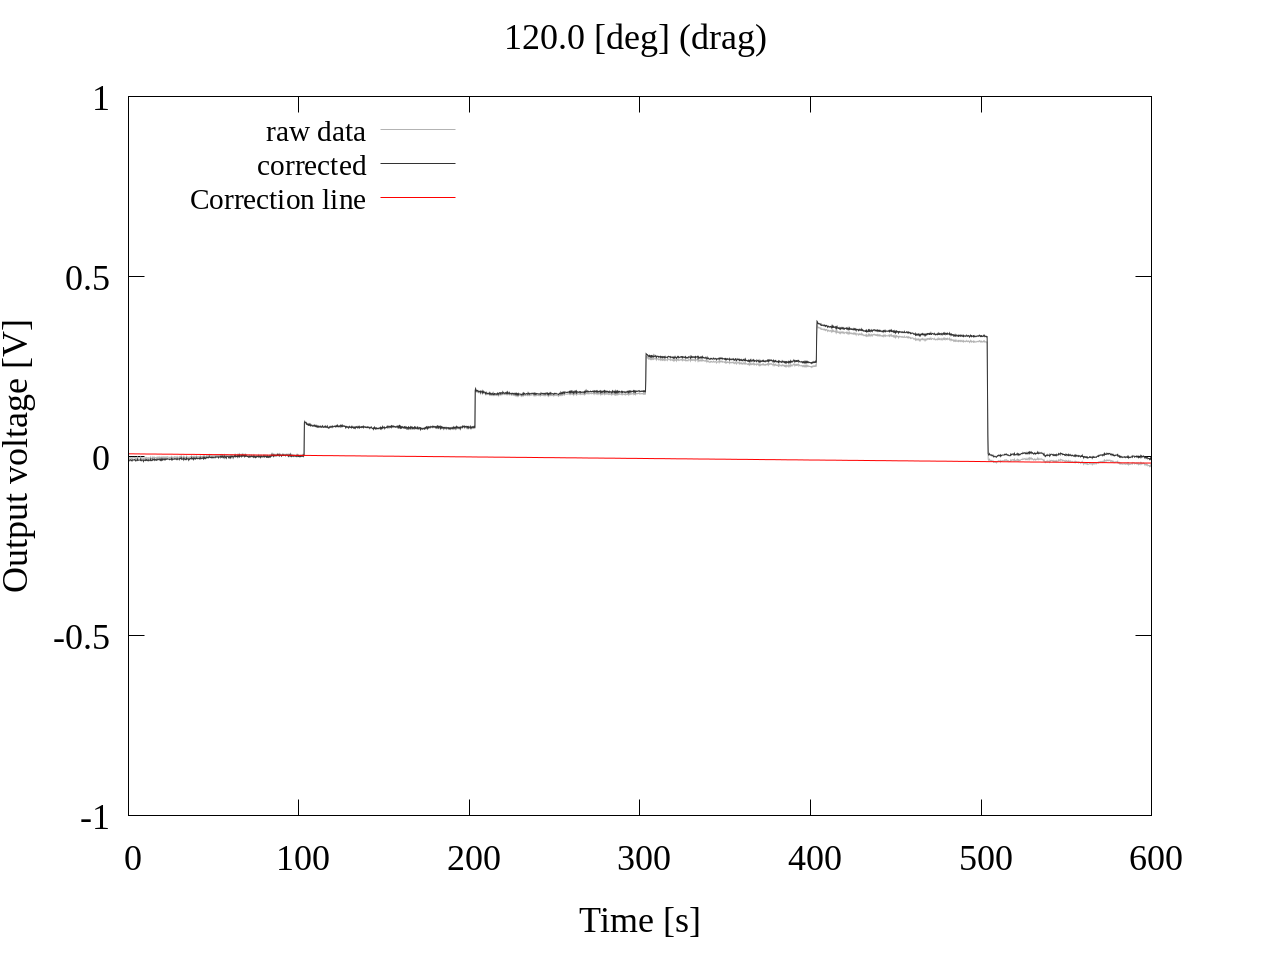 120.0 [deg] (drag)
1
0.5
0
-0.5
-1
raw data
corrected
Correction line
Output voltage [V]
0 100 200 300 400 500 600
Time [s]